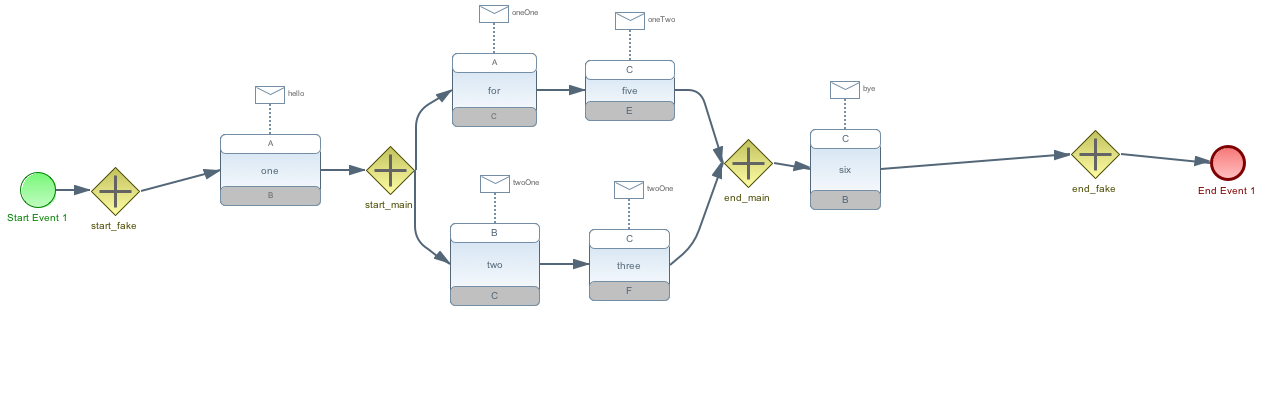 Start Event 1
start_fake
hello
A
one
B
start_main
oneOne
A
for
C
oneTwo
C
five
E
twoOne
B
two
C
twoOne
C
three
F
end_main
bye
C
six
B
end_fake
End Event 1